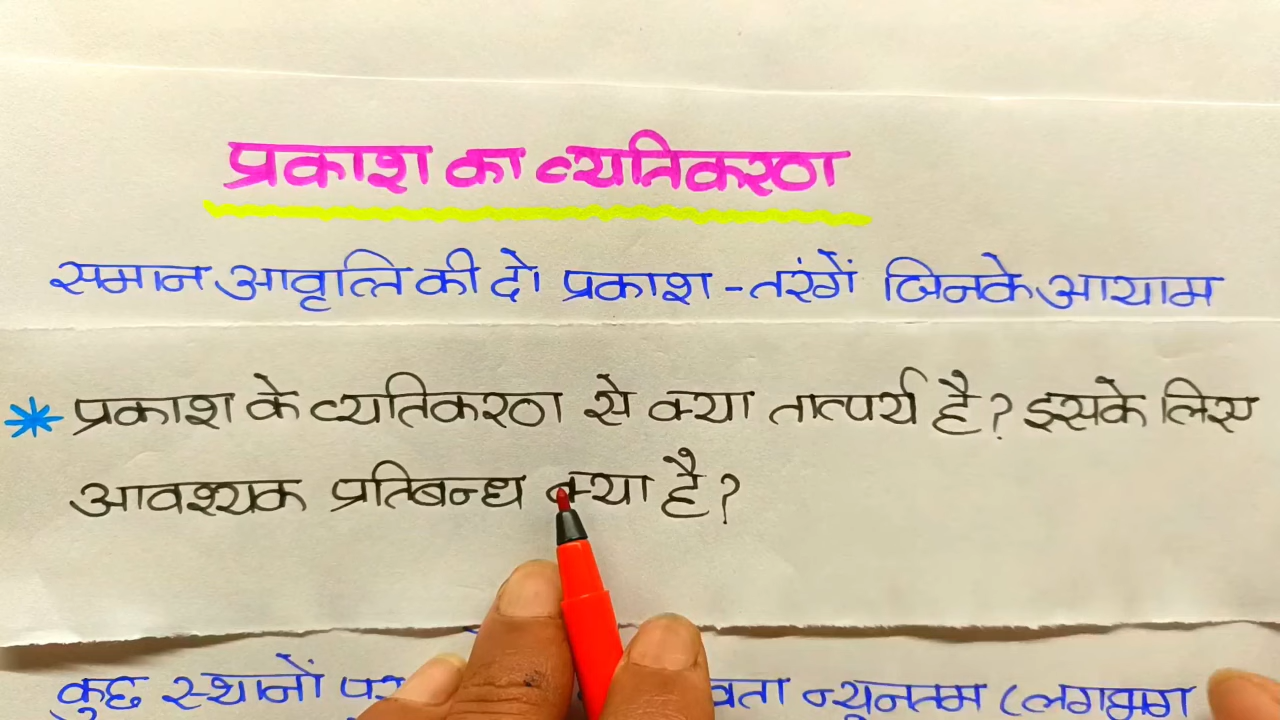 प्रकाश का व्यतिकरण
समान आवृत्ति की दो प्रकाश-तरंगें जिनके आयाम
* प्रकाश के व्यतिकरण से क्या तात्पर्य है? इसके लिए
आवश्यक प्रतिबन्ध क्या है?
कुछ स्थानों पर न्यूनतम (लगभग